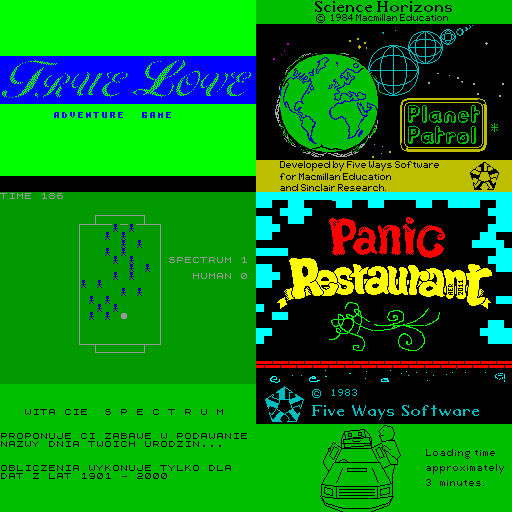 True Love
ADVENTURE GAME
Science Horizons
© 1984 Macmillan Education
Planet
Patrol
Developed by Five Ways Software
for Macmillan Education
and Sinclair Research.
TIME 186
SPECTRUM 1
HUMAN 0
Panic
Restaurant
© 1983
Five Ways Software
WITA CIE S P E C T R U M
PROPONUJE CI ZABAWE W PODAWANIE
NAZWY DNIA TWOICH URODZIN...
OBLICZENIA WYKONUJE TYLKO DLA
DAT Z LAT 1901 - 2000
Loading time
approximately
3 minutes.